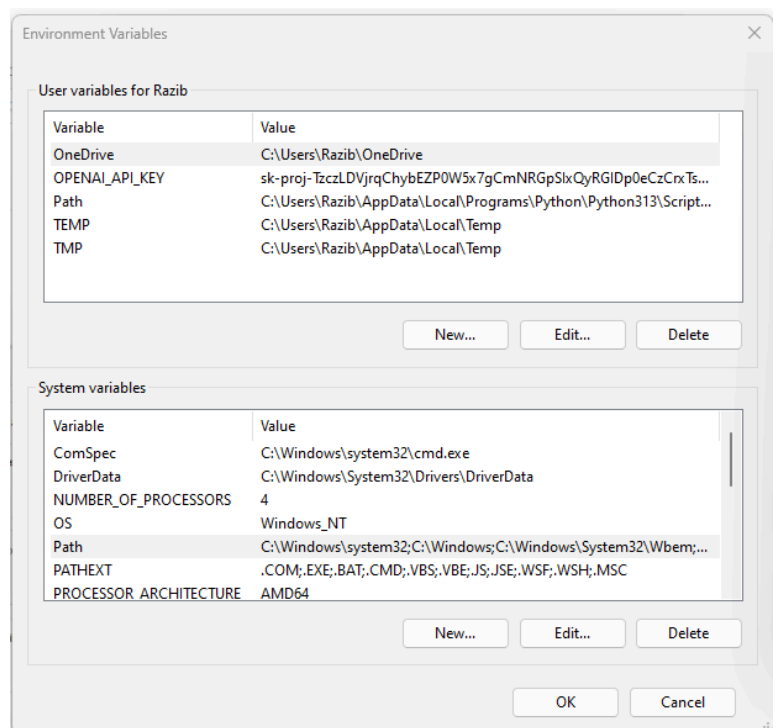 Environment Variables
User variables for Razib
Variable Value
OneDrive C:\Users\Razib\OneDrive
OPENAI_API_KEY
Path C:\Users\Razib\AppData\Local\Programs\Python\Python313\Script...
TEMP C:\Users\Razib\AppData\Local\Temp
TMP C:\Users\Razib\AppData\Local\Temp
New... Edit... Delete
System variables
Variable Value
ComSpec C:\Windows\system32\cmd.exe
DriverData C:\Windows\System32\Drivers\DriverData
NUMBER_OF_PROCESSORS 4
OS Windows_NT
Path C:\Windows\system32;C:\Windows;C:\Windows\System32\Wbem;...
PATHEXT .COM;.EXE;.BAT;.CMD;.VBS;.VBE;.JS;.JSE;.WSF;.WSH;.MSC
PROCESSOR_ARCHITECTURE AMD64
New... Edit... Delete
OK Cancel